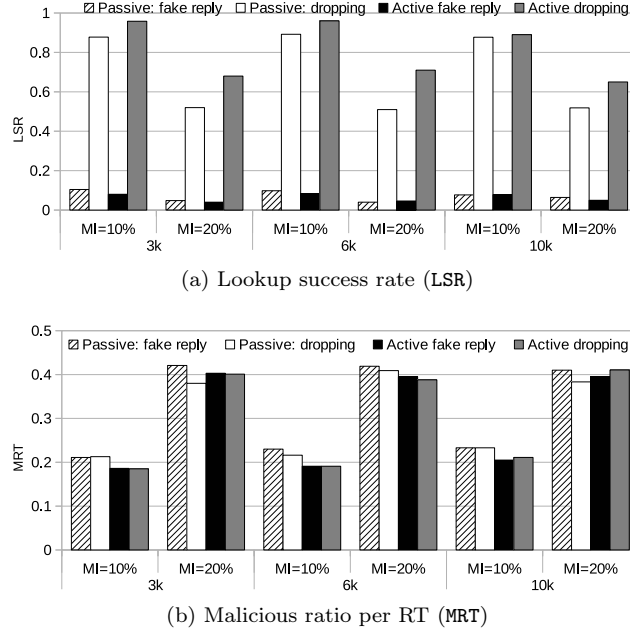 Passive: fake reply Passive: dropping Active fake reply Active dropping
1
0.8
0.6
0.4
0.2
0
LSR
MI=10% MI=20% MI=10% MI=20% MI=10% MI=20%
3k 6k 10k
(a) Lookup success rate (LSR)
0.5
Passive: fake reply Passive: dropping Active fake reply Active dropping
0.4
0.3
0.2
0.1
0
MRT
MI=10% MI=20% MI=10% MI=20% MI=10% MI=20%
3k 6k 10k
(b) Malicious ratio per RT (MRT)